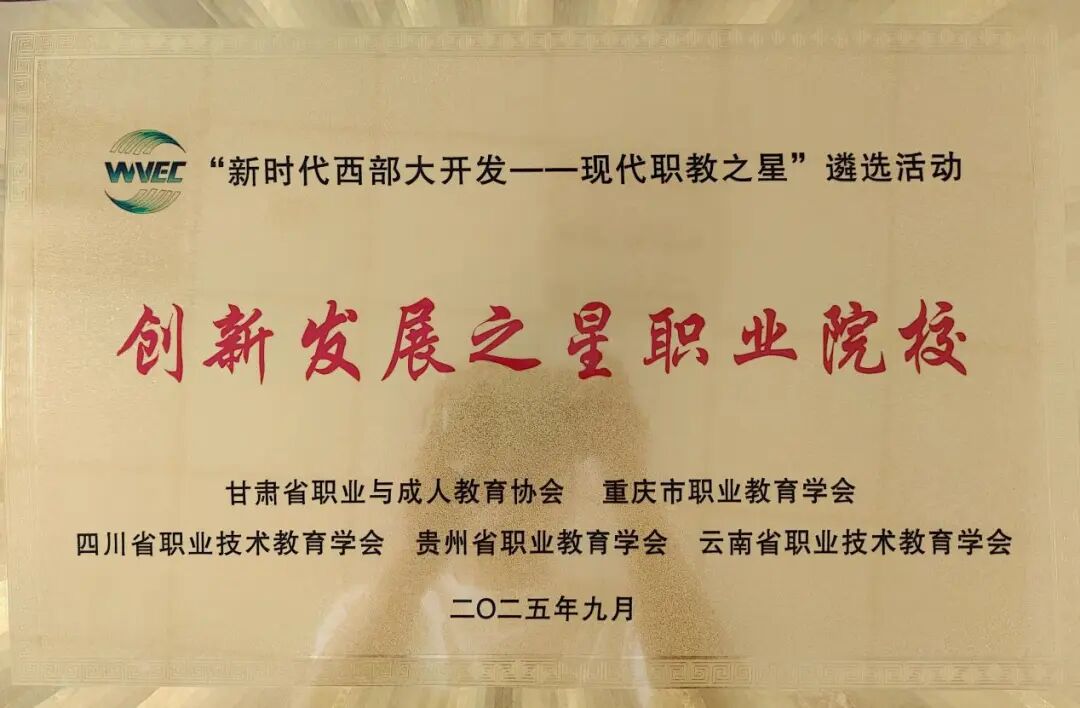 WVEC “新时代西部大开发——现代职教之星”遴选活动
创新发展之星职业院校
甘肃省职业与成人教育协会 重庆市职业教育学会
四川省职业技术教育学会 贵州省职业教育学会 云南省职业技术教育学会
二〇二五年九月